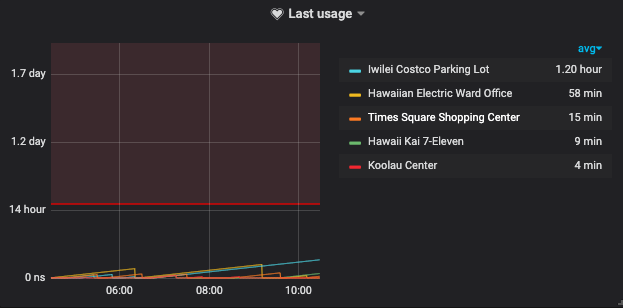 Last usage
avg
1.7 day
1.2 day
14 hour
0 ns
06:00 08:00 10:00
Iwilei Costco Parking Lot 1.20 hour
Hawaiian Electric Ward Office 58 min
Times Square Shopping Center 15 min
Hawaii Kai 7-Eleven 9 min
Koolau Center 4 min